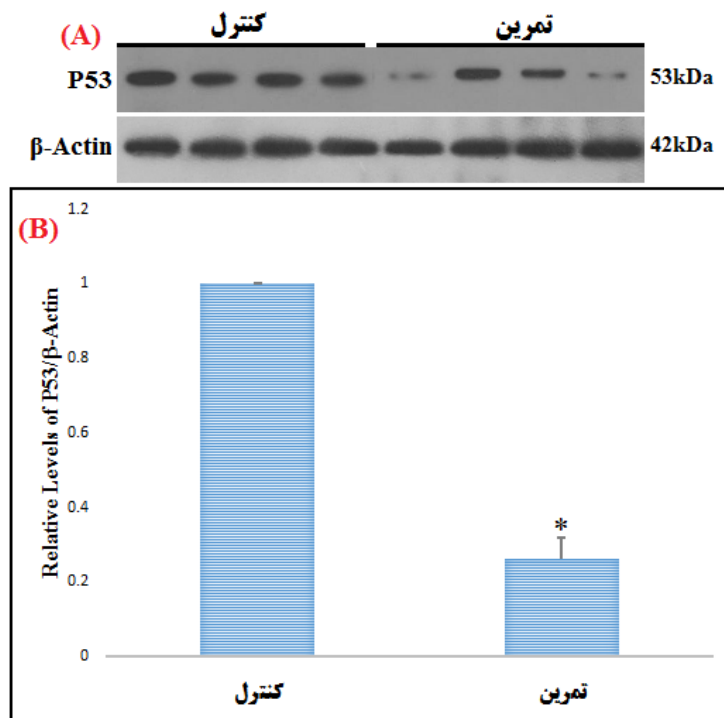 (A) کنترل تمرین
P53 53kDa
β-Actin 42kDa
(B)
1.2
1
0.8
0.6
0.4
0.2
0
Relative Levels of P53/β-Actin
*
کنترل تمرین